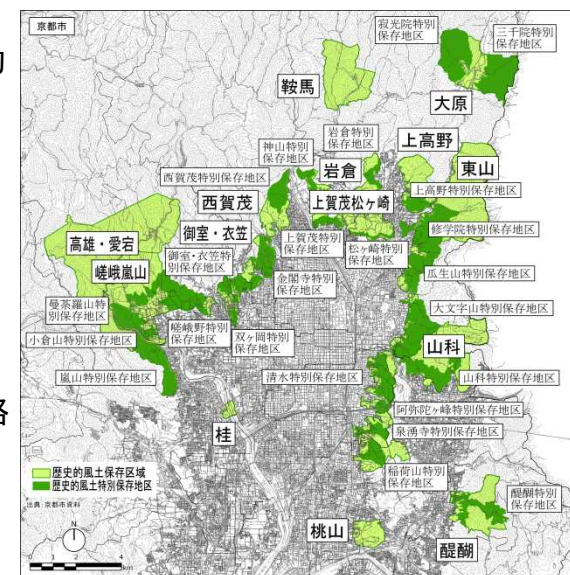 京都市
寂光院特別
保存地区
三千院特別
保存地区
鞍馬
大原
岩倉特別
保存地区
上高野
神山特別
保存地区
岩倉
東山
西賀茂特別保存地区
上高野特別保存地区
西賀茂
上賀茂松ヶ崎
修学院特別
保存地区
御室・衣笠
高雄・愛宕
御室・衣笠特
別保存地区
上賀茂特別
保存地区
松ヶ崎特別
保存地区
嵯峨嵐山
金閣寺特別
保存地区
瓜生山特別
保存地区
曼荼羅山特
別保存地区
大文字山特
別保存地区
小倉山特別保存地区
嵯峨野特別
保存地区
双ヶ岡特別
保存地区
山科
嵐山特別保存地区
清水特別保存地区
山科特別
保存地区
阿弥陀ヶ峰特別
保存地区
泉湧寺特別
保存地区
桂
稲荷山特別
保存地区
歴史的風土保存区域
歴史的風土特別保存地区
出典:京都市資料
醍醐特別
保存地区
N
桃山
醍醐
0
2
4
km